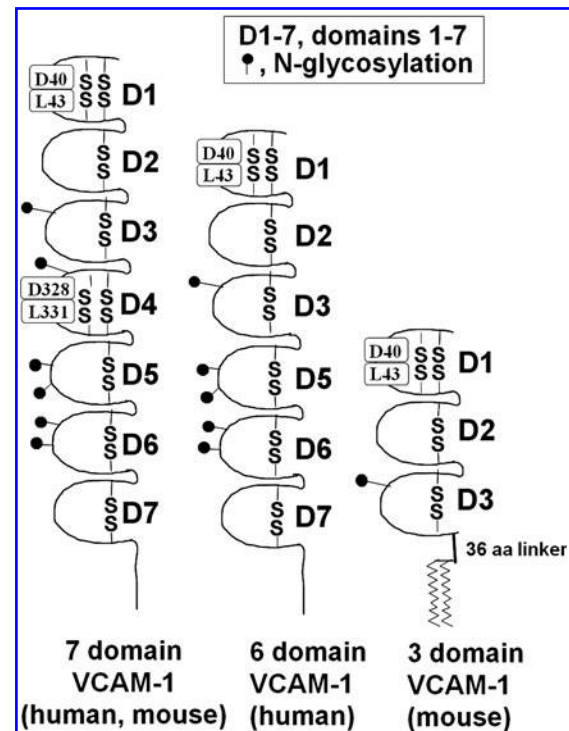 D1-7, domains 1-7
, N-glycosylation
D40
L43
S S
S S
D1
S
S
D2
S
S
D3
D328
L331
S S
S S
D4
S
S
D5
S
S
D6
S
S
D7
7 domain
VCAM-1
(human, mouse)
D40
L43
S S
S S
D1
S
S
D2
S
S
D3
S
S
D5
S
S
D6
S
S
D7
6 domain
VCAM-1
(human)
D40
L43
S S
S S
D1
S
S
D2
S
S
D3
36 aa linker
3 domain
VCAM-1
(mouse)